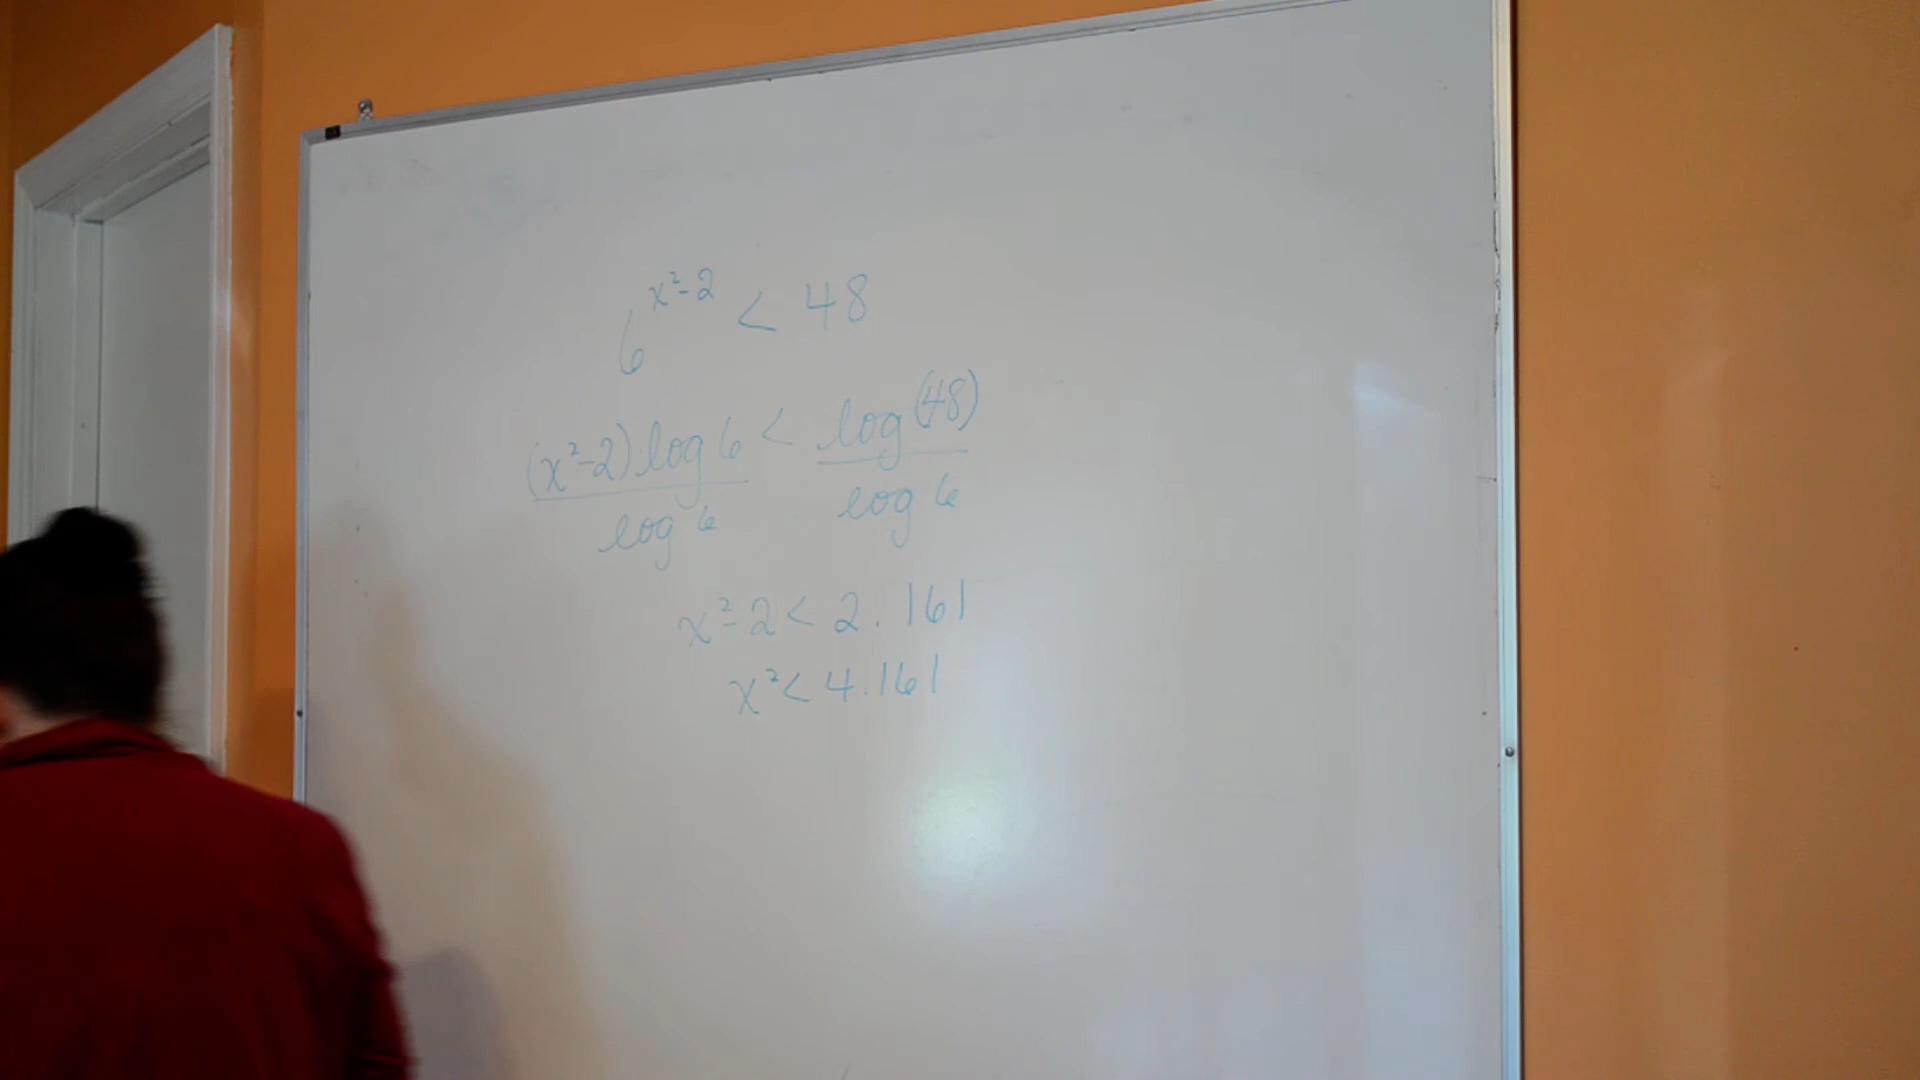 6^{x²-2} < 48
(x²-2) log 6 < log (48)
log 6 log 6
x²-2 < 2.161
x² < 4.161